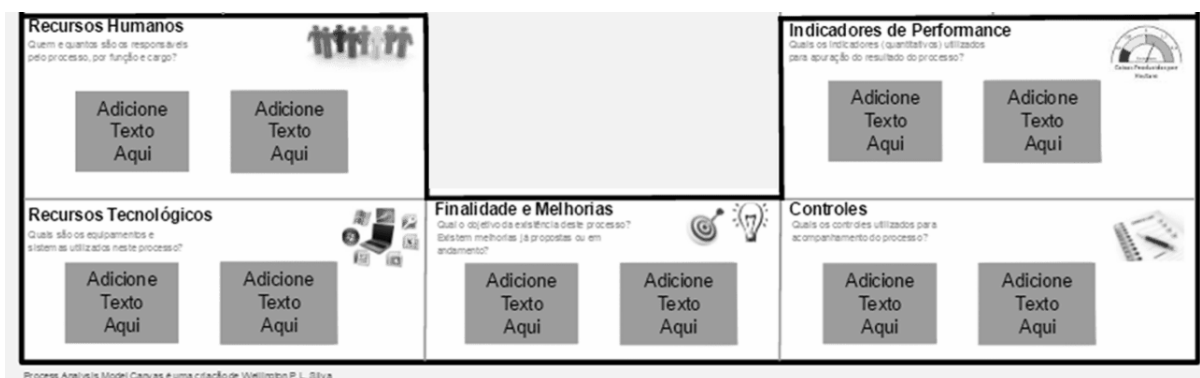 Recursos Humanos
Quem e quantos são os responsáveis
pelo processo, por função e cargo?
Adicione
Texto
Aqui
Adicione
Texto
Aqui
Indicadores de Performance
Quais os indicadores (quantitativos) utilizados
para apuração do resultado do processo?
Caixas Produzidas por
Hectare
Adicione
Texto
Aqui
Adicione
Texto
Aqui
Recursos Tecnológicos
Quais são os equipamentos e
sistemas utilizados neste processo?
Adicione
Texto
Aqui
Adicione
Texto
Aqui
Finalidade e Melhorias
Qual o objetivo da existência deste processo?
Existem melhorias já propostas ou em
andamento?
Adicione
Texto
Aqui
Adicione
Texto
Aqui
Controles
Quais os controles utilizados para
acompanhamento do processo?
Adicione
Texto
Aqui
Adicione
Texto
Aqui
Process Analysis Model Canvas é uma criação de Wellington P. L. Silva